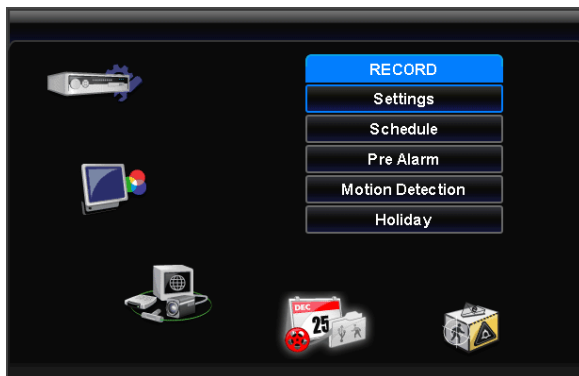 RECORD
Settings
Schedule
Pre Alarm
Motion Detection
Holiday
DEC
25